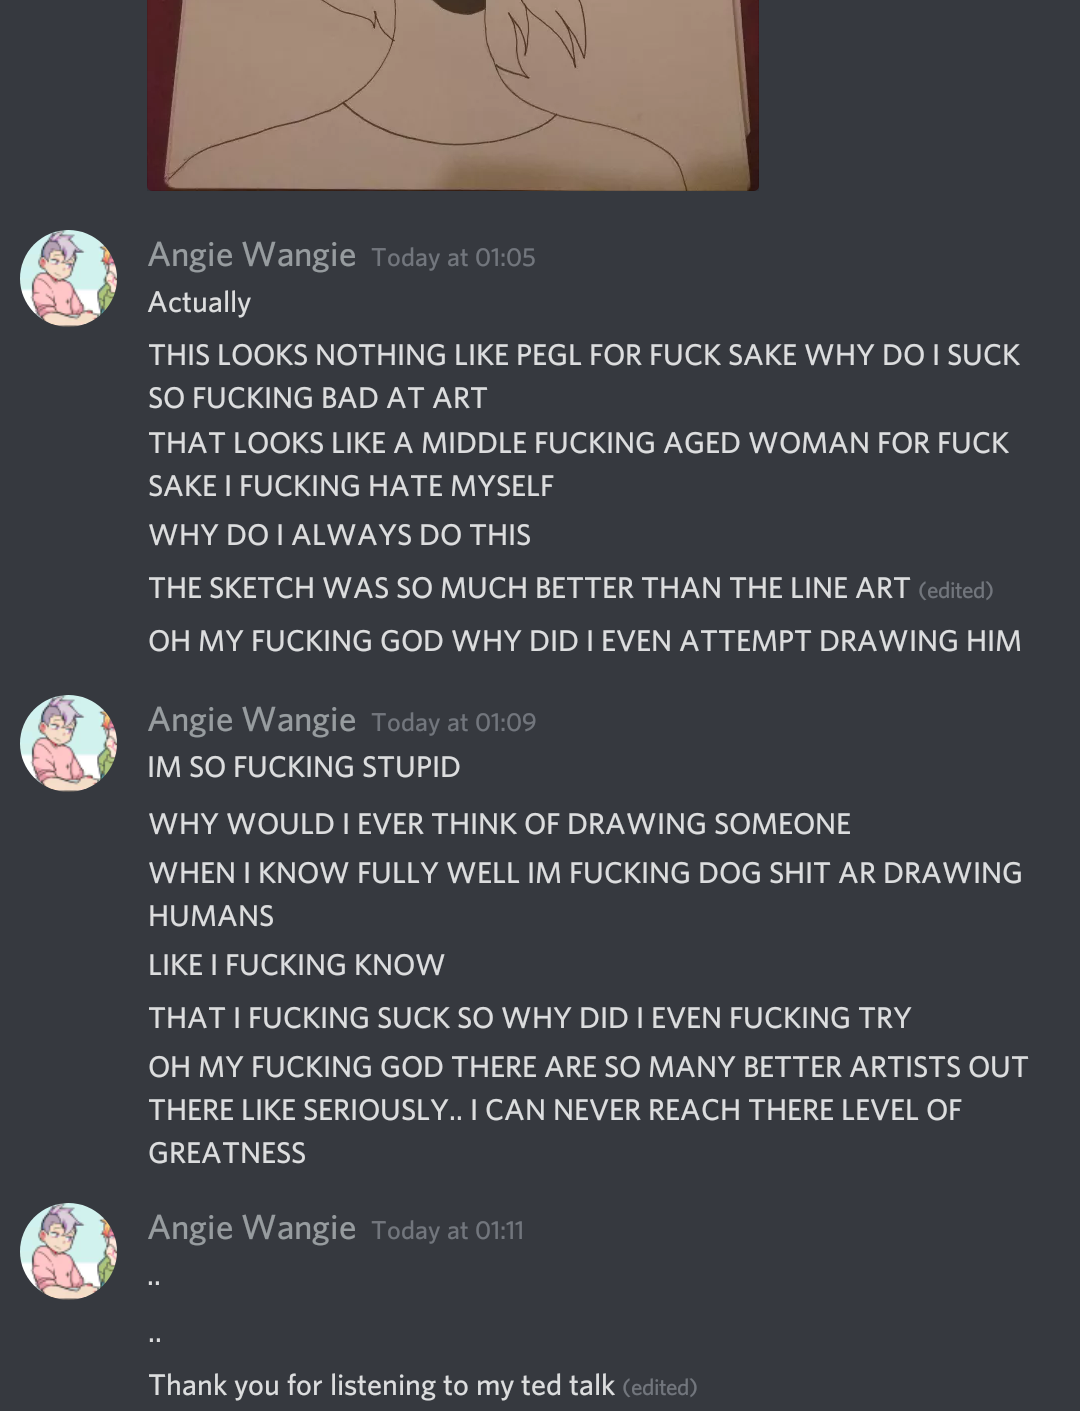 Angie Wangie Today at 01:05
Actually
THIS LOOKS NOTHING LIKE PEGL FOR FUCK SAKE WHY DO I SUCK
SO FUCKING BAD AT ART
THAT LOOKS LIKE A MIDDLE FUCKING AGED WOMAN FOR FUCK
SAKE I FUCKING HATE MYSELF
WHY DO I ALWAYS DO THIS
THE SKETCH WAS SO MUCH BETTER THAN THE LINE ART (edited)
OH MY FUCKING GOD WHY DID I EVEN ATTEMPT DRAWING HIM
Angie Wangie Today at 01:09
IM SO FUCKING STUPID
WHY WOULD I EVER THINK OF DRAWING SOMEONE
WHEN I KNOW FULLY WELL IM FUCKING DOG SHIT AR DRAWING
HUMANS
LIKE I FUCKING KNOW
THAT I FUCKING SUCK SO WHY DID I EVEN FUCKING TRY
OH MY FUCKING GOD THERE ARE SO MANY BETTER ARTISTS OUT
THERE LIKE SERIOUSLY.. I CAN NEVER REACH THERE LEVEL OF
GREATNESS
Angie Wangie Today at 01:11
..
..
Thank you for listening to my ted talk (edited)